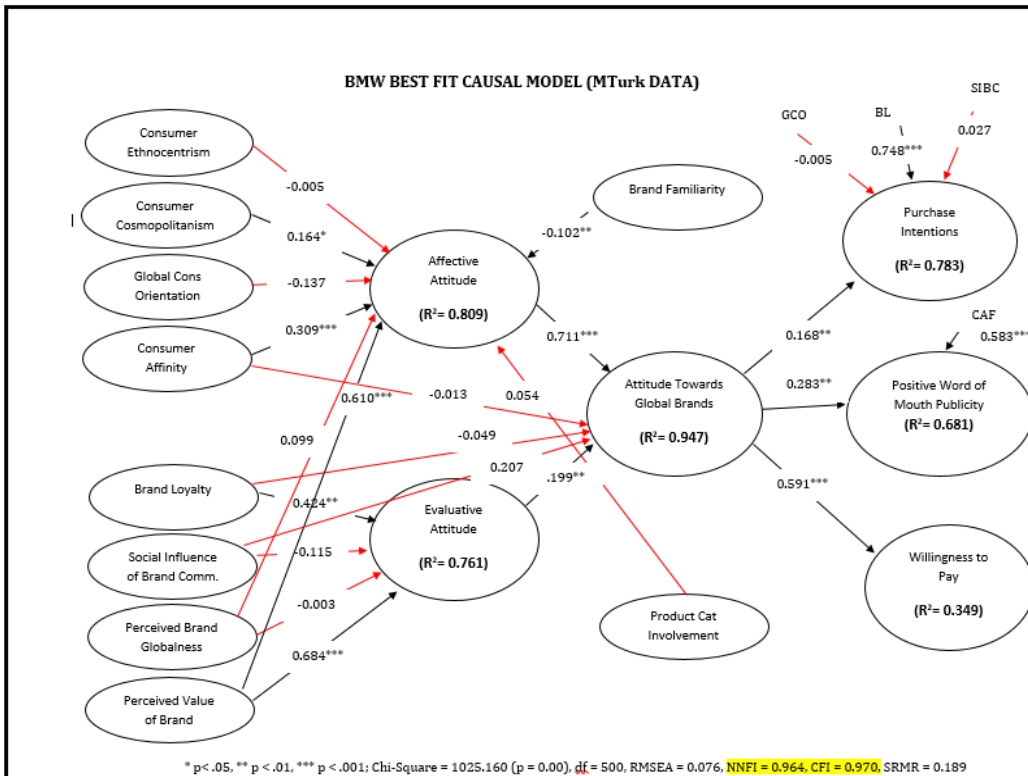 BMW BEST FIT CAUSAL MODEL (MTurk DATA)
SIBC
GCO
BL
0.027
0.748***
-0.005
Consumer
Ethnocentrism
-0.005
Consumer
Cosmopolitanism
0.164*
Global Cons
Orientation
-0.137
Consumer
Affinity
0.309***
Brand Familiarity
-0.102**
Affective
Attitude
(R²= 0.809)
0.711***
Purchase
Intentions
(R²= 0.783)
0.168**
CAF
0.583***
0.610***
-0.013
0.054
Attitude Towards
Global Brands
(R²= 0.947)
0.283**
Positive Word of
Mouth Publicity
(R²= 0.681)
0.099
-0.049
0.207
.199**
0.591***
Brand Loyalty
0.424**
Social Influence
of Brand Comm.
-0.115
Evaluative
Attitude
(R²= 0.761)
Willingness to
Pay
(R²= 0.349)
-0.003
Perceived Brand
Globalness
0.684***
Product Cat
Involvement
Perceived Value
of Brand
* p< .05, ** p < .01, *** p < .001; Chi-Square = 1025.160 (p = 0.00), df = 500, RMSEA = 0.076, NNFI = 0.964, CFI = 0.970, SRMR = 0.189